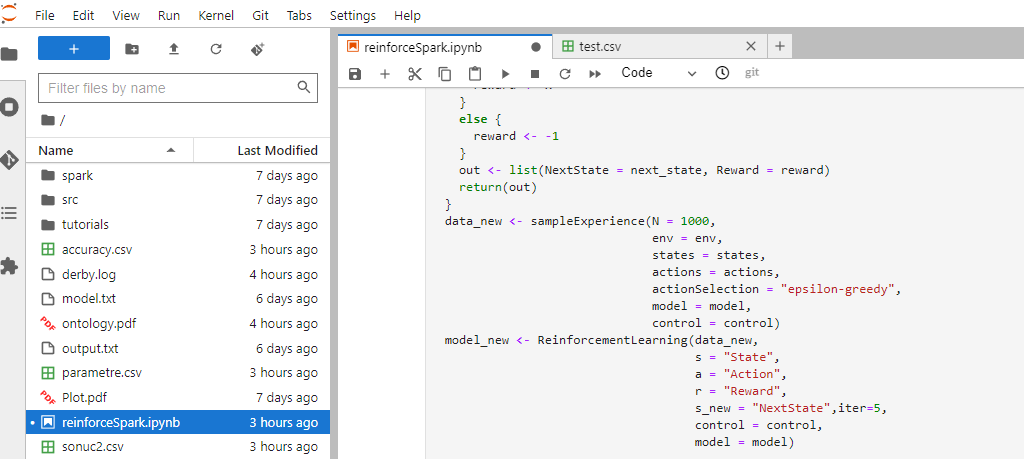 File Edit View Run Kernel Git Tabs Settings Help
reinforceSpark.ipynb
test.csv
Code
git
Filter files by name
/
Name Last Modified
spark 7 days ago
src 7 days ago
tutorials 7 days ago
accuracy.csv 3 hours ago
derby.log 4 hours ago
model.txt 6 days ago
PDF ontology.pdf 4 hours ago
output.txt 6 days ago
parametre.csv 3 hours ago
PDF Plot.pdf 7 days ago
reinforceSpark.ipynb 3 hours ago
sonuc2.csv 3 hours ago
}
else {
reward <- -1
}
out <- list(NextState = next_state, Reward = reward)
return(out)
}
data_new <- sampleExperience(N = 1000,
env = env,
states = states,
actions = actions,
actionSelection = "epsilon-greedy",
model = model,
control = control)
model_new <- ReinforcementLearning(data_new,
s = "State",
a = "Action",
r = "Reward",
s_new = "NextState",iter=5,
control = control,
model = model)